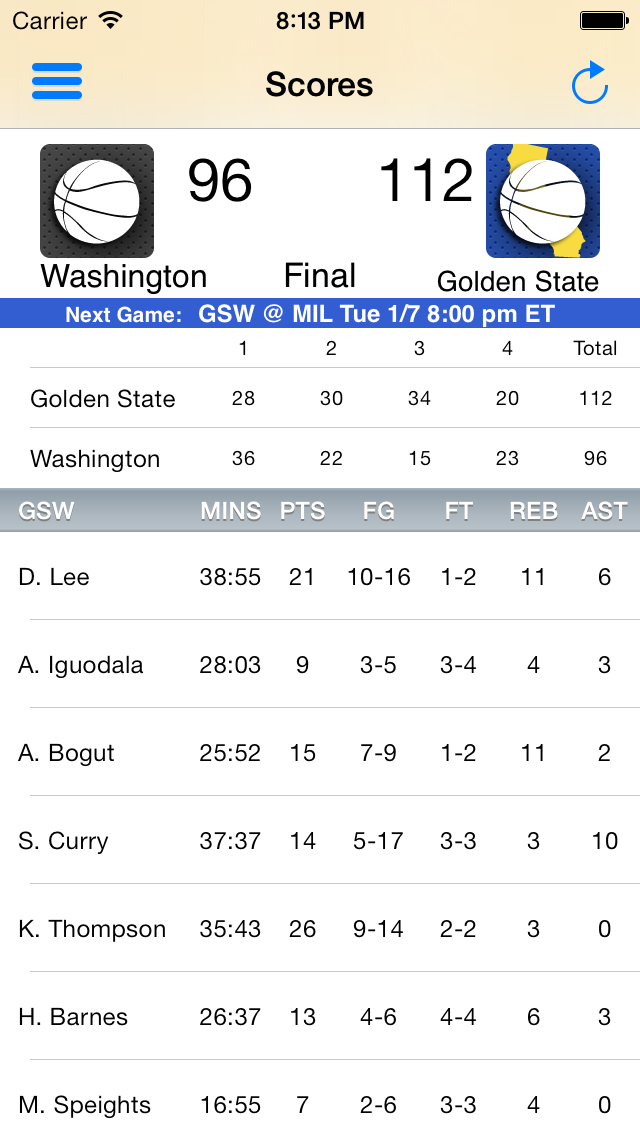 Carrier 8:13 PM
Scores
96 112
Washington Final Golden State
Next Game: GSW @ MIL Tue 1/7 8:00 pm ET
1 2 3 4 Total
Golden State 28 30 34 20 112
Washington 36 22 15 23 96
GSW MINS PTS FG FT REB AST
D. Lee 38:55 21 10-16 1-2 11 6
A. Iguodala 28:03 9 3-5 3-4 4 3
A. Bogut 25:52 15 7-9 1-2 11 2
S. Curry 37:37 14 5-17 3-3 3 10
K. Thompson 35:43 26 9-14 2-2 3 0
H. Barnes 26:37 13 4-6 4-4 6 3
M. Speights 16:55 7 2-6 3-3 4 0